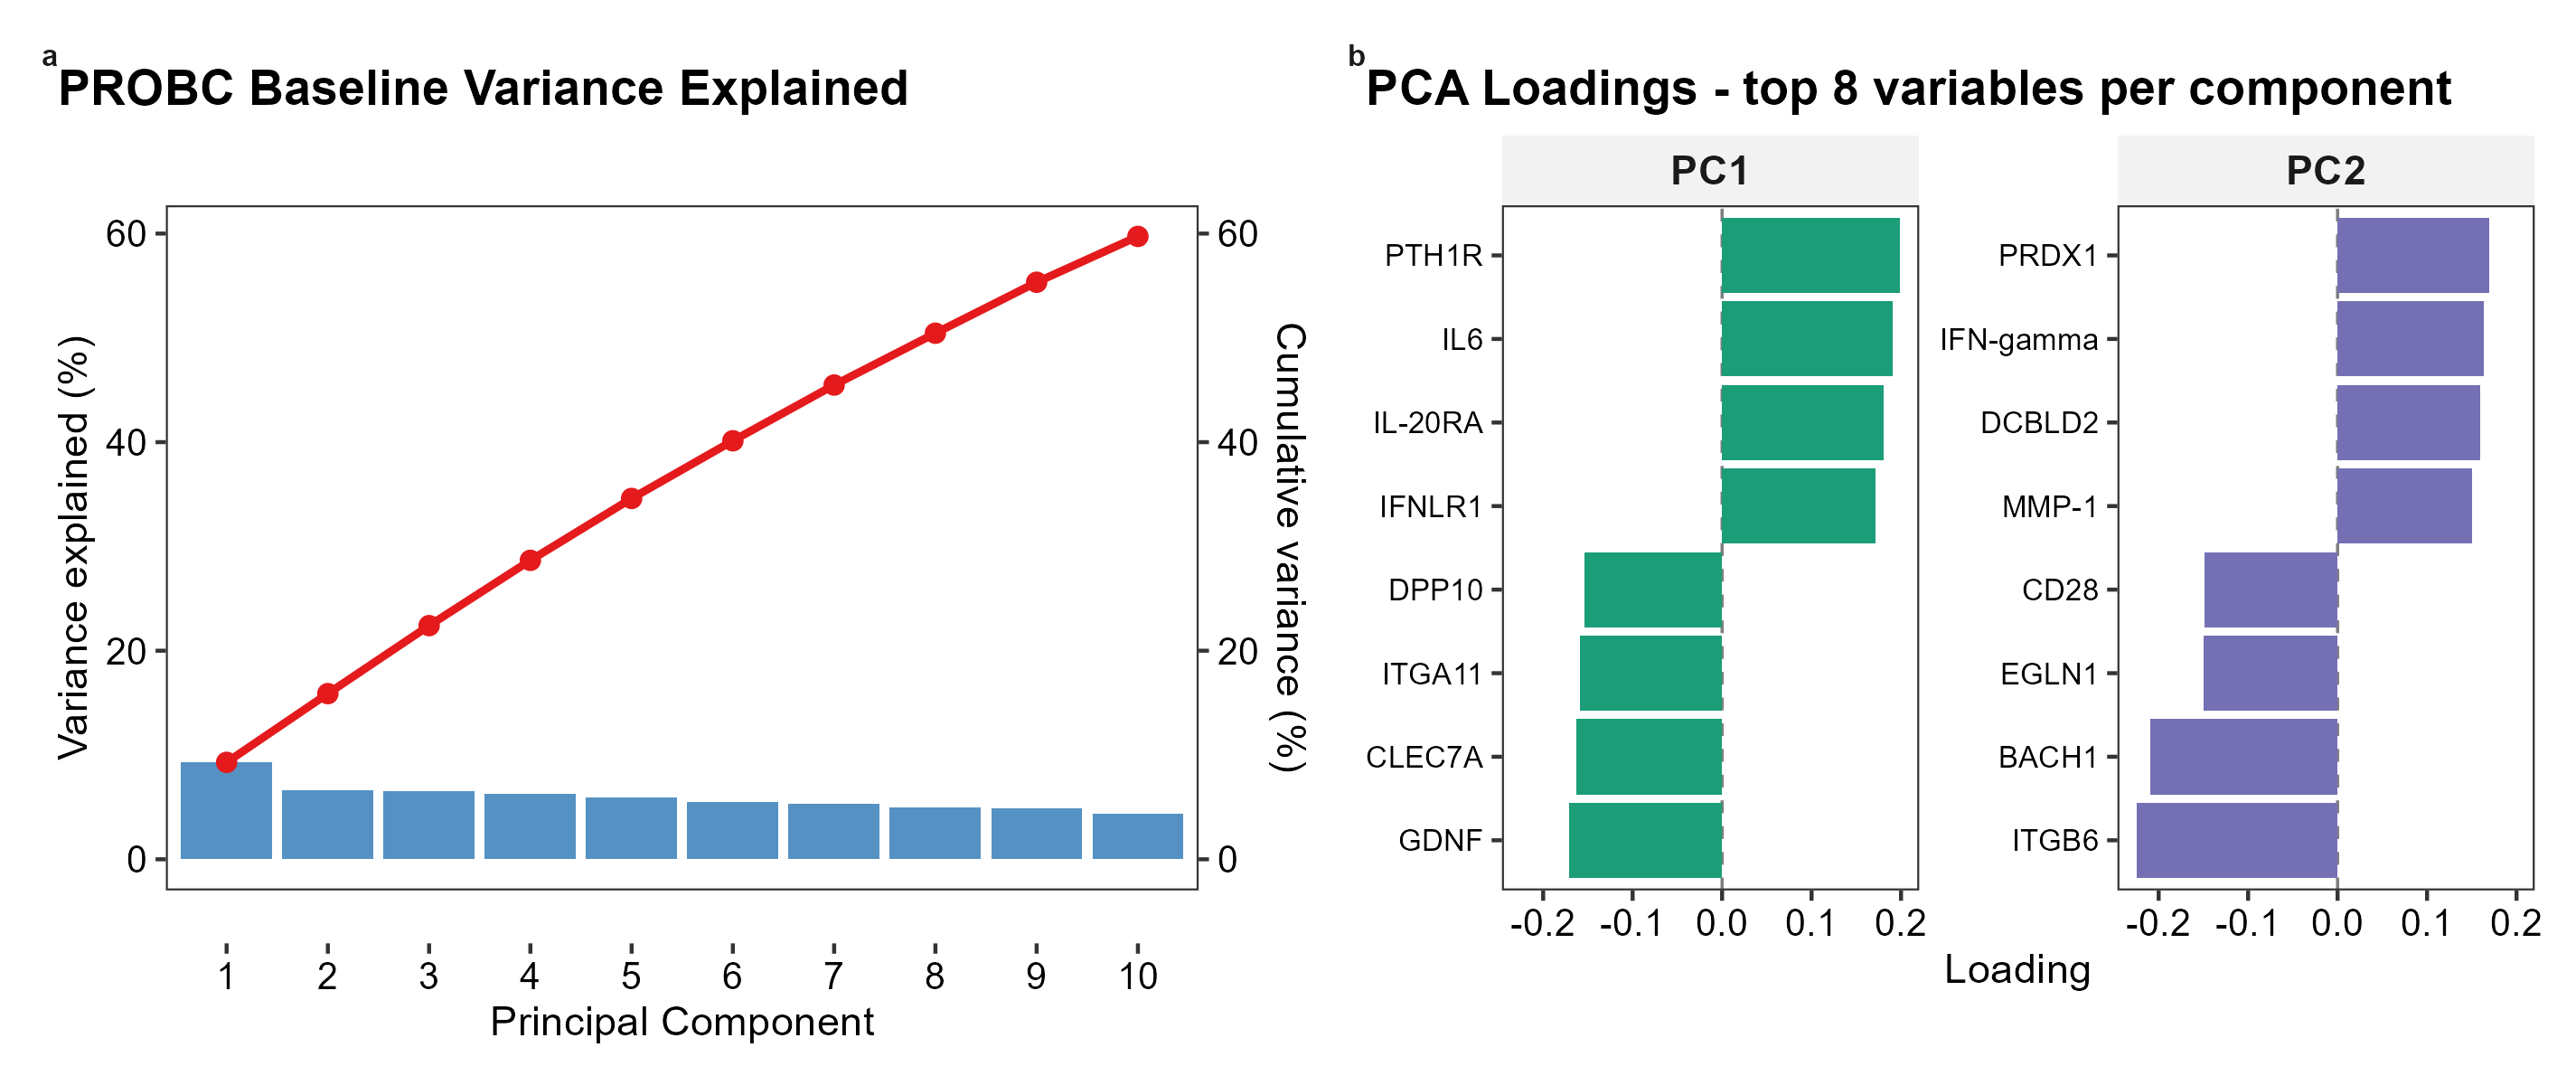 a
PROBC Baseline Variance Explained
Variance explained (%)
60
40
20
0
60
40
20
0
Cumulative variance (%)
1 2 3 4 5 6 7 8 9 10
Principal Component
b
PCA Loadings - top 8 variables per component
PC1
PTH1R
IL6
IL-20RA
IFNLR1
DPP10
ITGA11
CLEC7A
GDNF
-0.2 -0.1 0.0 0.1 0.2
PC2
PRDX1
IFN-gamma
DCBLD2
MMP-1
CD28
EGLN1
BACH1
ITGB6
-0.2 -0.1 0.0 0.1 0.2
Loading